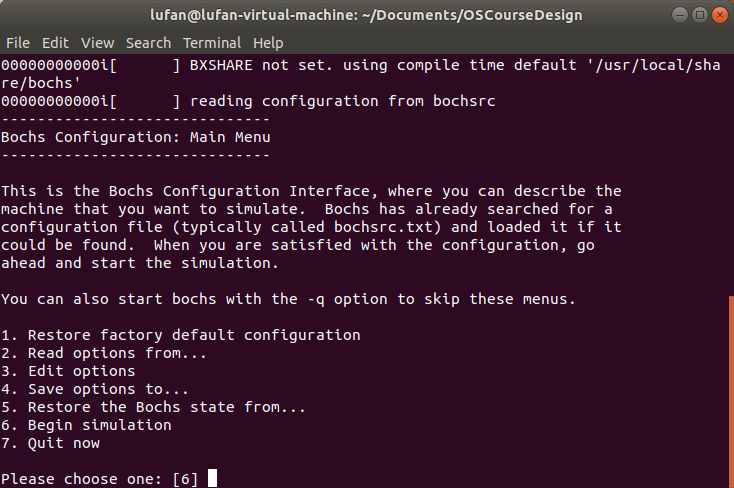 lufan@lufan-virtual-machine: ~/Documents/OSCourseDesign
File Edit View Search Terminal Help
00000000000i[      ] BXSHARE not set. using compile time default '/usr/local/sha
re/bochs'
00000000000i[      ] reading configuration from bochsrc
------------------------------
Bochs Configuration: Main Menu
------------------------------
This is the Bochs Configuration Interface, where you can describe the
machine that you want to simulate.  Bochs has already searched for a
configuration file (typically called bochsrc.txt) and loaded it if it
could be found.  When you are satisfied with the configuration, go
ahead and start the simulation.
You can also start bochs with the -q option to skip these menus.
1. Restore factory default configuration
2. Read options from...
3. Edit options
4. Save options to...
5. Restore the Bochs state from...
6. Begin simulation
7. Quit now
Please choose one: [6]